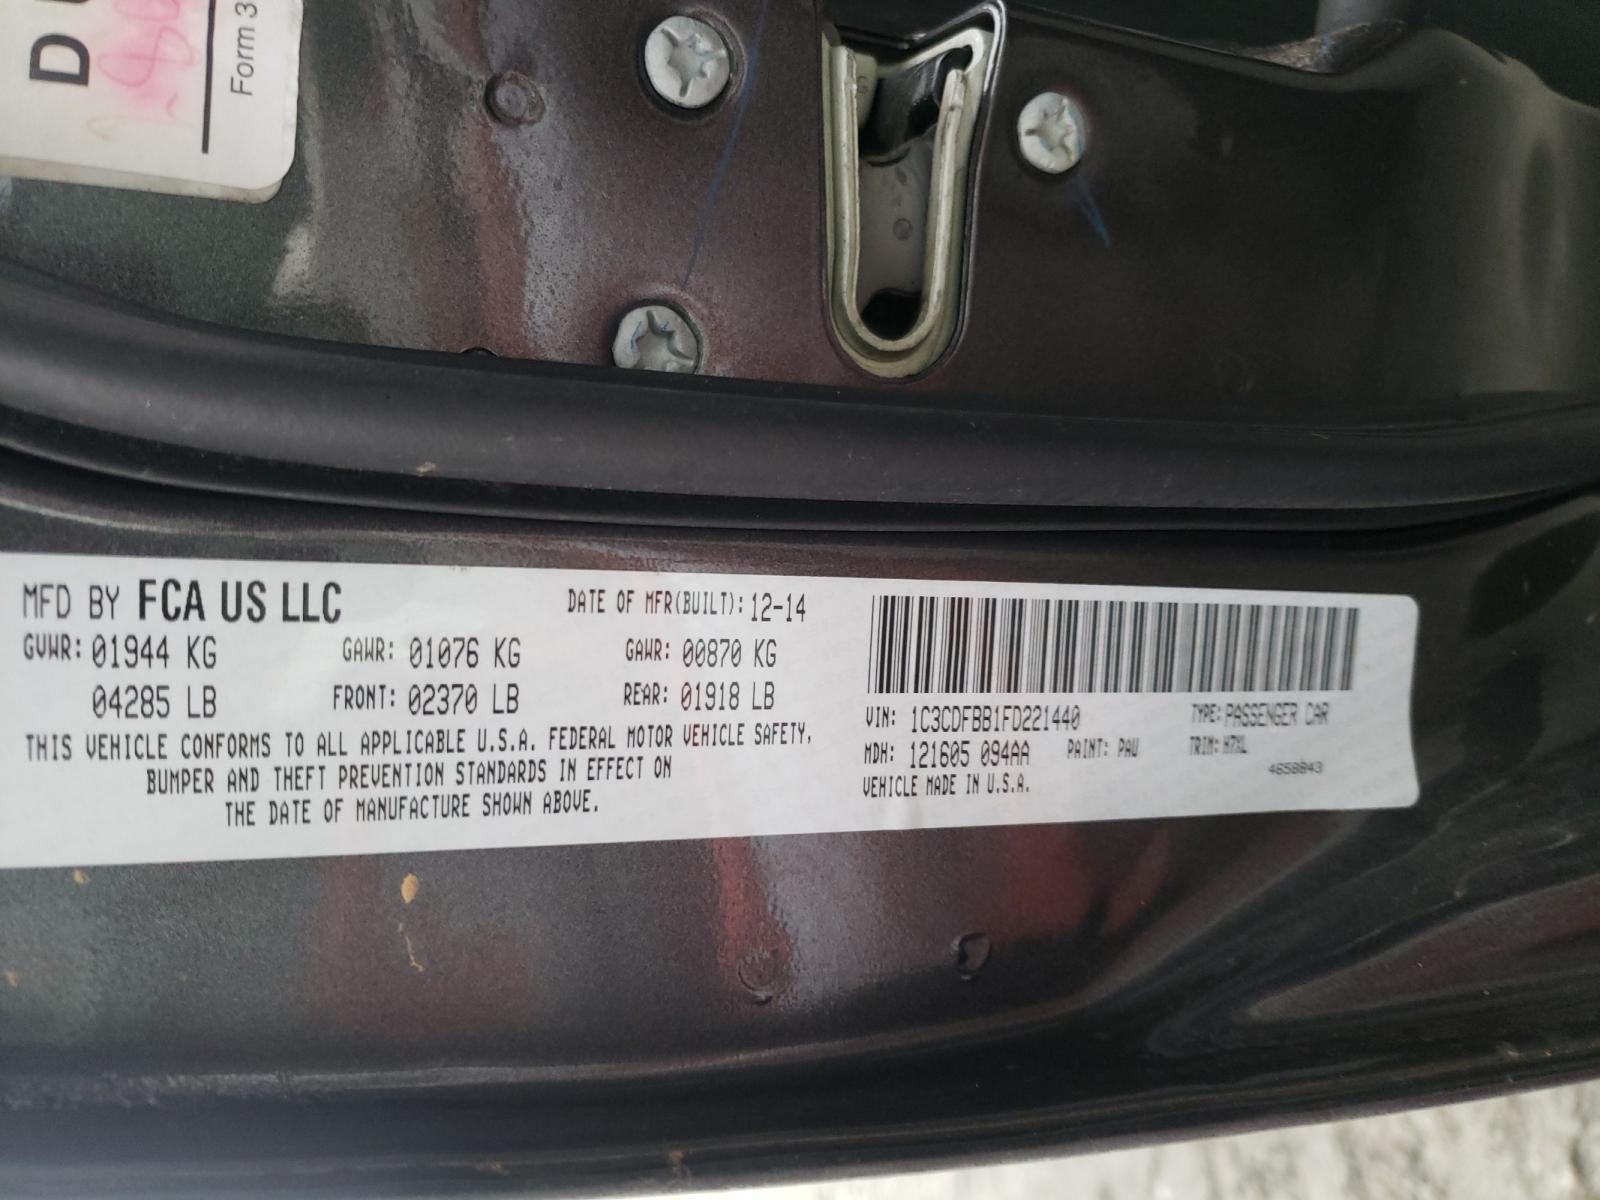 D
Form 3
MFD BY FCA US LLC
DATE OF MFR(BUILT): 12-14
GVWR: 01944 KG GAWR: 01076 KG GAWR: 00870 KG
04285 LB FRONT: 02370 LB REAR: 01918 LB
THIS VEHICLE CONFORMS TO ALL APPLICABLE U.S.A. FEDERAL MOTOR VEHICLE SAFETY,
BUMPER AND THEFT PREVENTION STANDARDS IN EFFECT ON
THE DATE OF MANUFACTURE SHOWN ABOVE.
VIN: 1C3CDFBB1FD221440 TYPE: PASSENGER CAR
MDH: 121605 094AA PAINT: PAU TRIM: H7XL
VEHICLE MADE IN U.S.A. 4658843